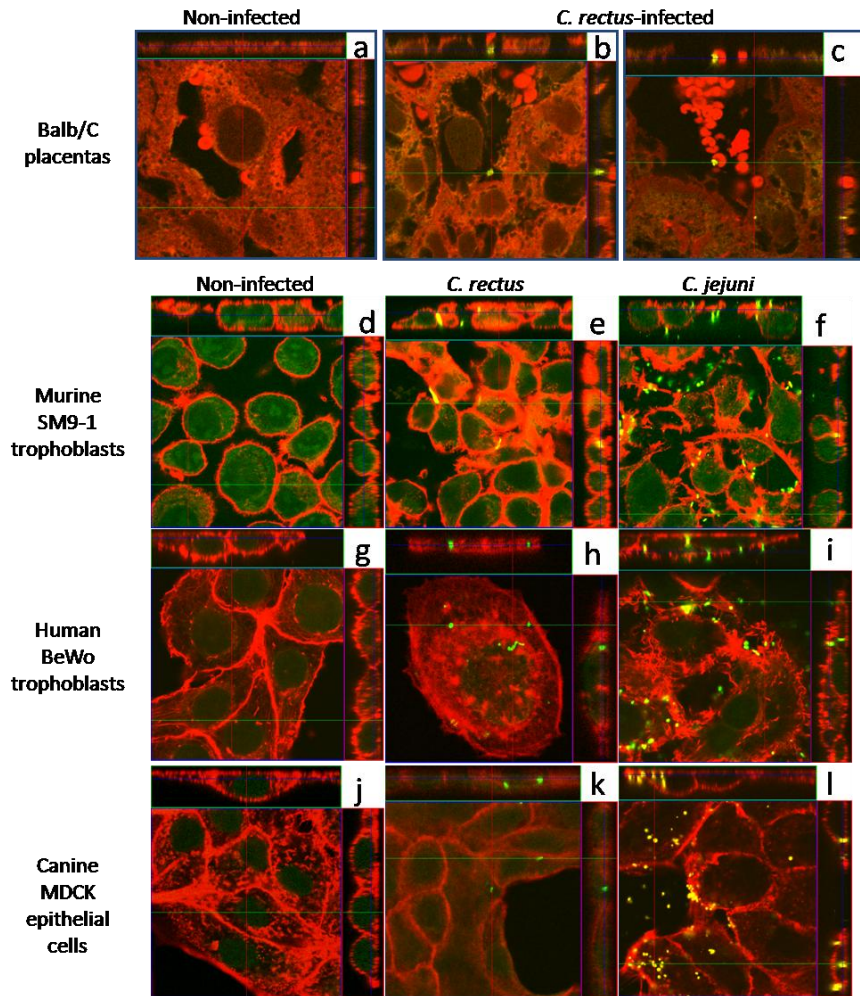 Non-infected
C. rectus-infected
a
b
c
Balb/C
placentas
Non-infected
C. rectus
C. jejuni
d
e
f
Murine
SM9-1
trophoblasts
g
h
i
Human
BeWo
trophoblasts
j
k
l
Canine
MDCK
epithelial
cells